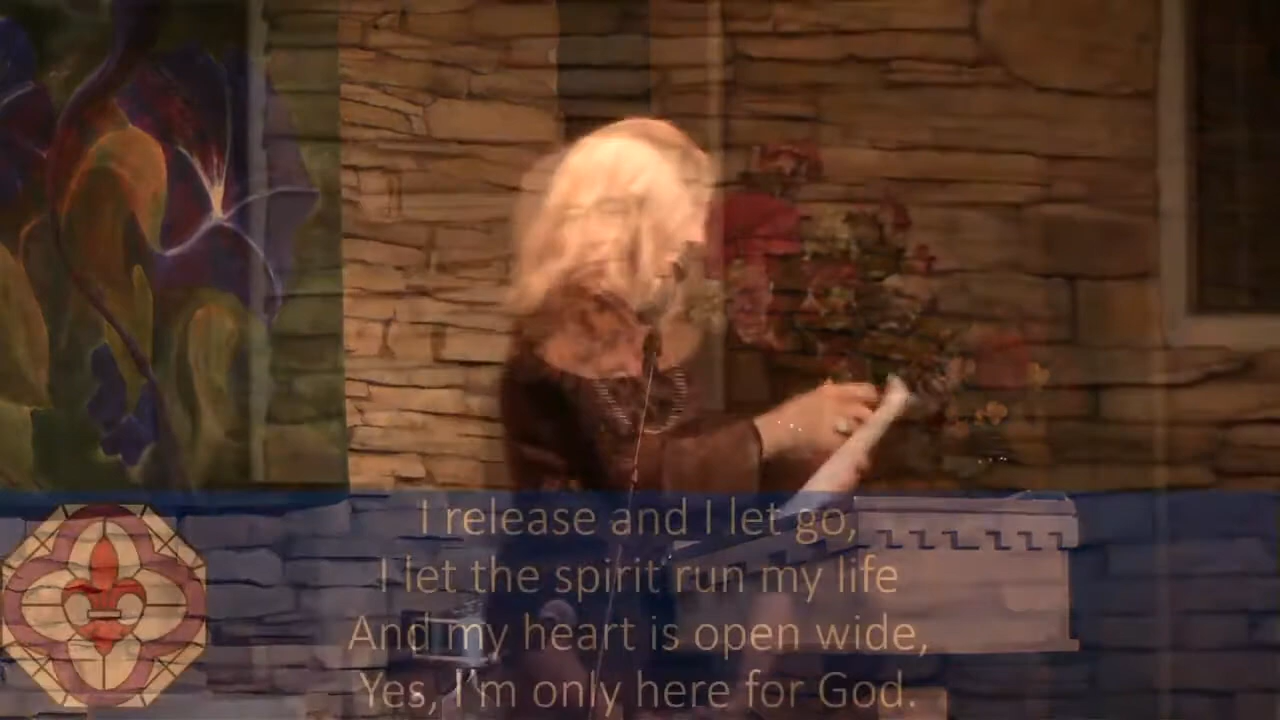 I release and I let go,
I let the spirit run my life
And my heart is open wide,
Yes, I'm only here for God.